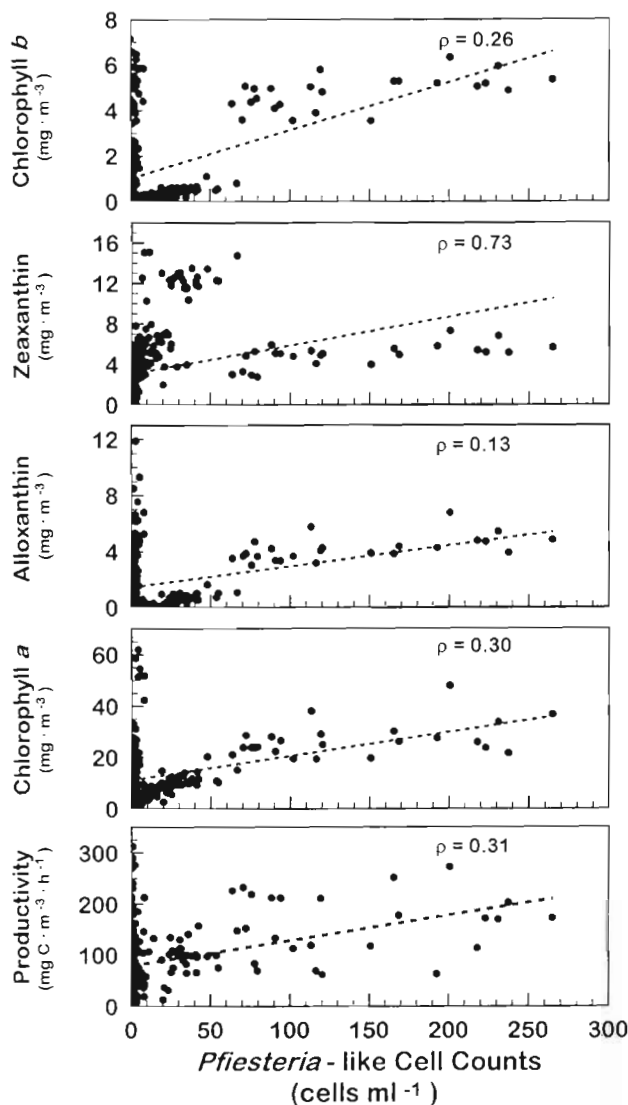 Chlorophyll b
(mg · m -3)
8
6
4
2
0
ρ = 0.26
Zeaxanthin
(mg · m -3)
16
12
8
4
0
ρ = 0.73
Alloxanthin
(mg · m -3)
12
8
4
0
ρ = 0.13
Chlorophyll a
(mg · m -3)
60
40
20
0
ρ = 0.30
Productivity
(mg C · m -3 · h -1)
300
200
100
0
ρ = 0.31
0 50 100 150 200 250 300
Pfiesteria - like Cell Counts
(cells ml -1)